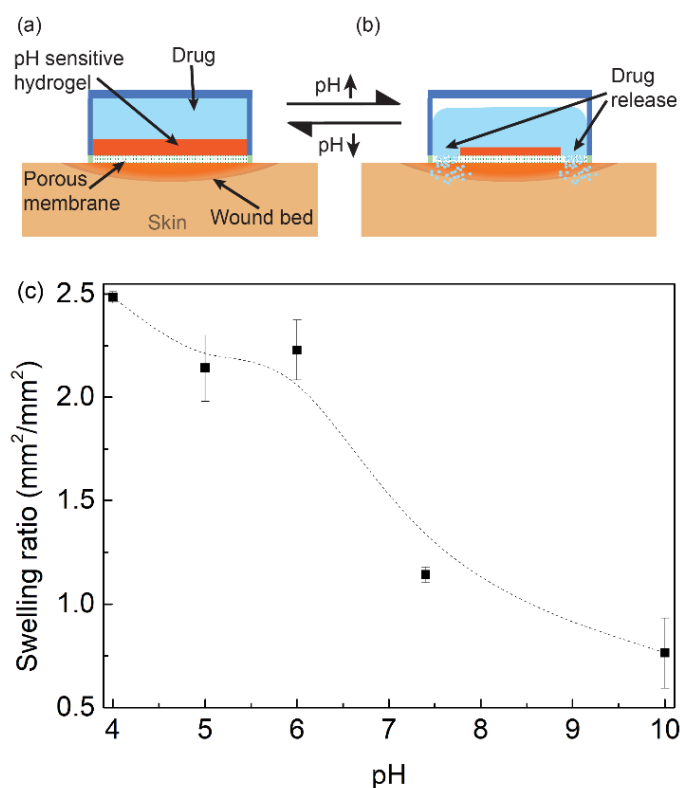 (a)
(b)
pH sensitive
hydrogel
Drug
pH
pH
Drug
release
Porous
membrane
Skin
Wound bed
(c)
2.5
2.0
1.5
1.0
0.5
Swelling ratio (mm²/mm²)
4 5 6 7 8 9 10
pH